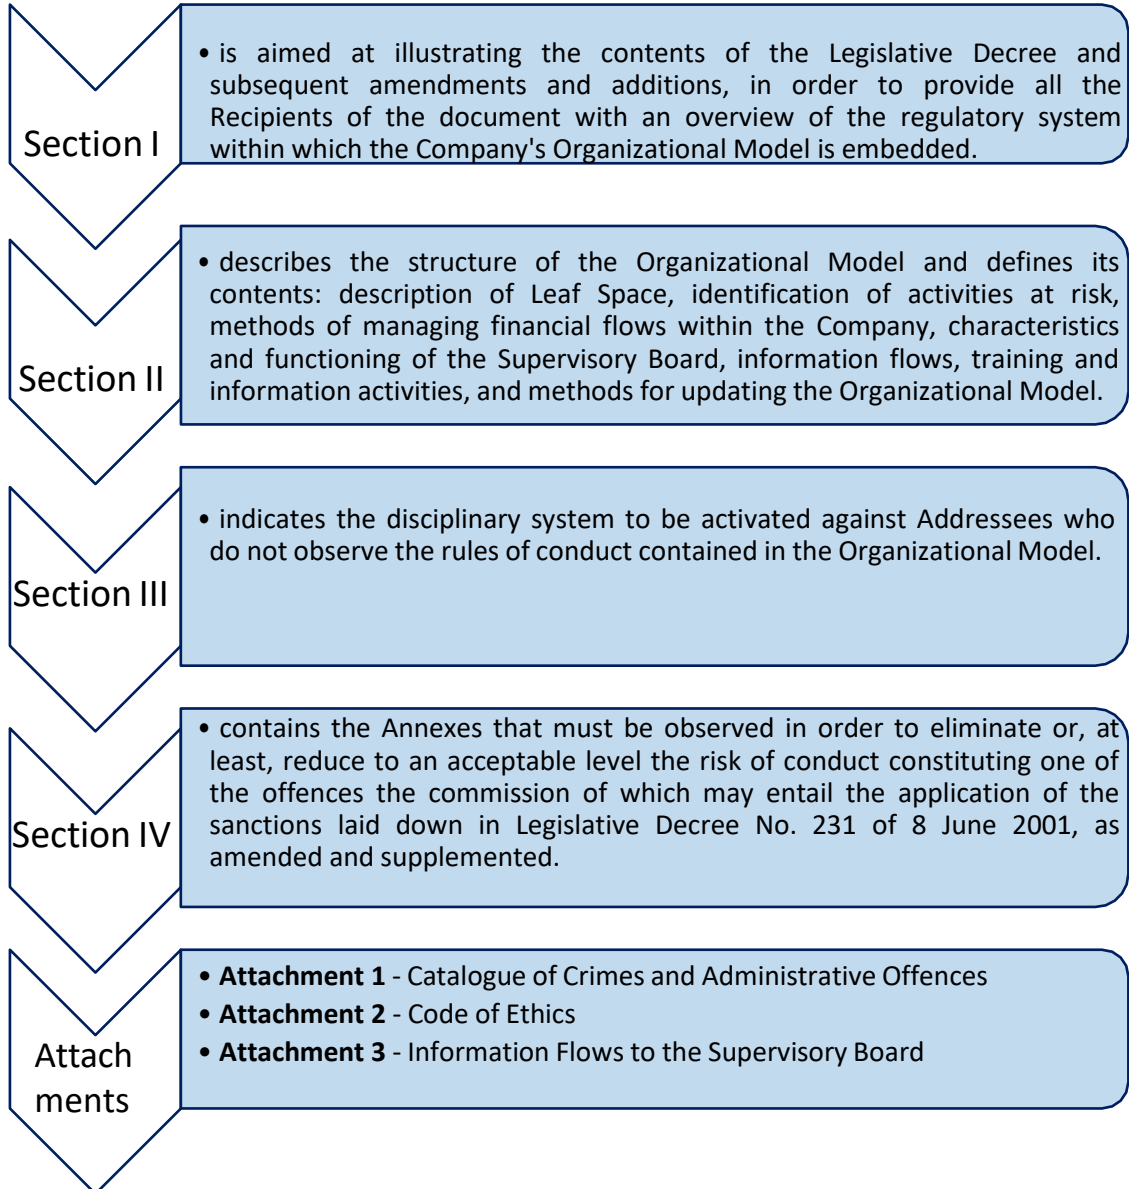 Section I
• is aimed at illustrating the contents of the Legislative Decree and
subsequent amendments and additions, in order to provide all the
Recipients of the document with an overview of the regulatory system
within which the Company's Organizational Model is embedded.
Section II
• describes the structure of the Organizational Model and defines its
contents: description of Leaf Space, identification of activities at risk,
methods of managing financial flows within the Company, characteristics
and functioning of the Supervisory Board, information flows, training and
information activities, and methods for updating the Organizational Model.
Section III
• indicates the disciplinary system to be activated against Addressees who
do not observe the rules of conduct contained in the Organizational Model.
Section IV
• contains the Annexes that must be observed in order to eliminate or, at
least, reduce to an acceptable level the risk of conduct constituting one of
the offences the commission of which may entail the application of the
sanctions laid down in Legislative Decree No. 231 of 8 June 2001, as
amended and supplemented.
Attach
ments
• Attachment 1 - Catalogue of Crimes and Administrative Offences
• Attachment 2 - Code of Ethics
• Attachment 3 - Information Flows to the Supervisory Board